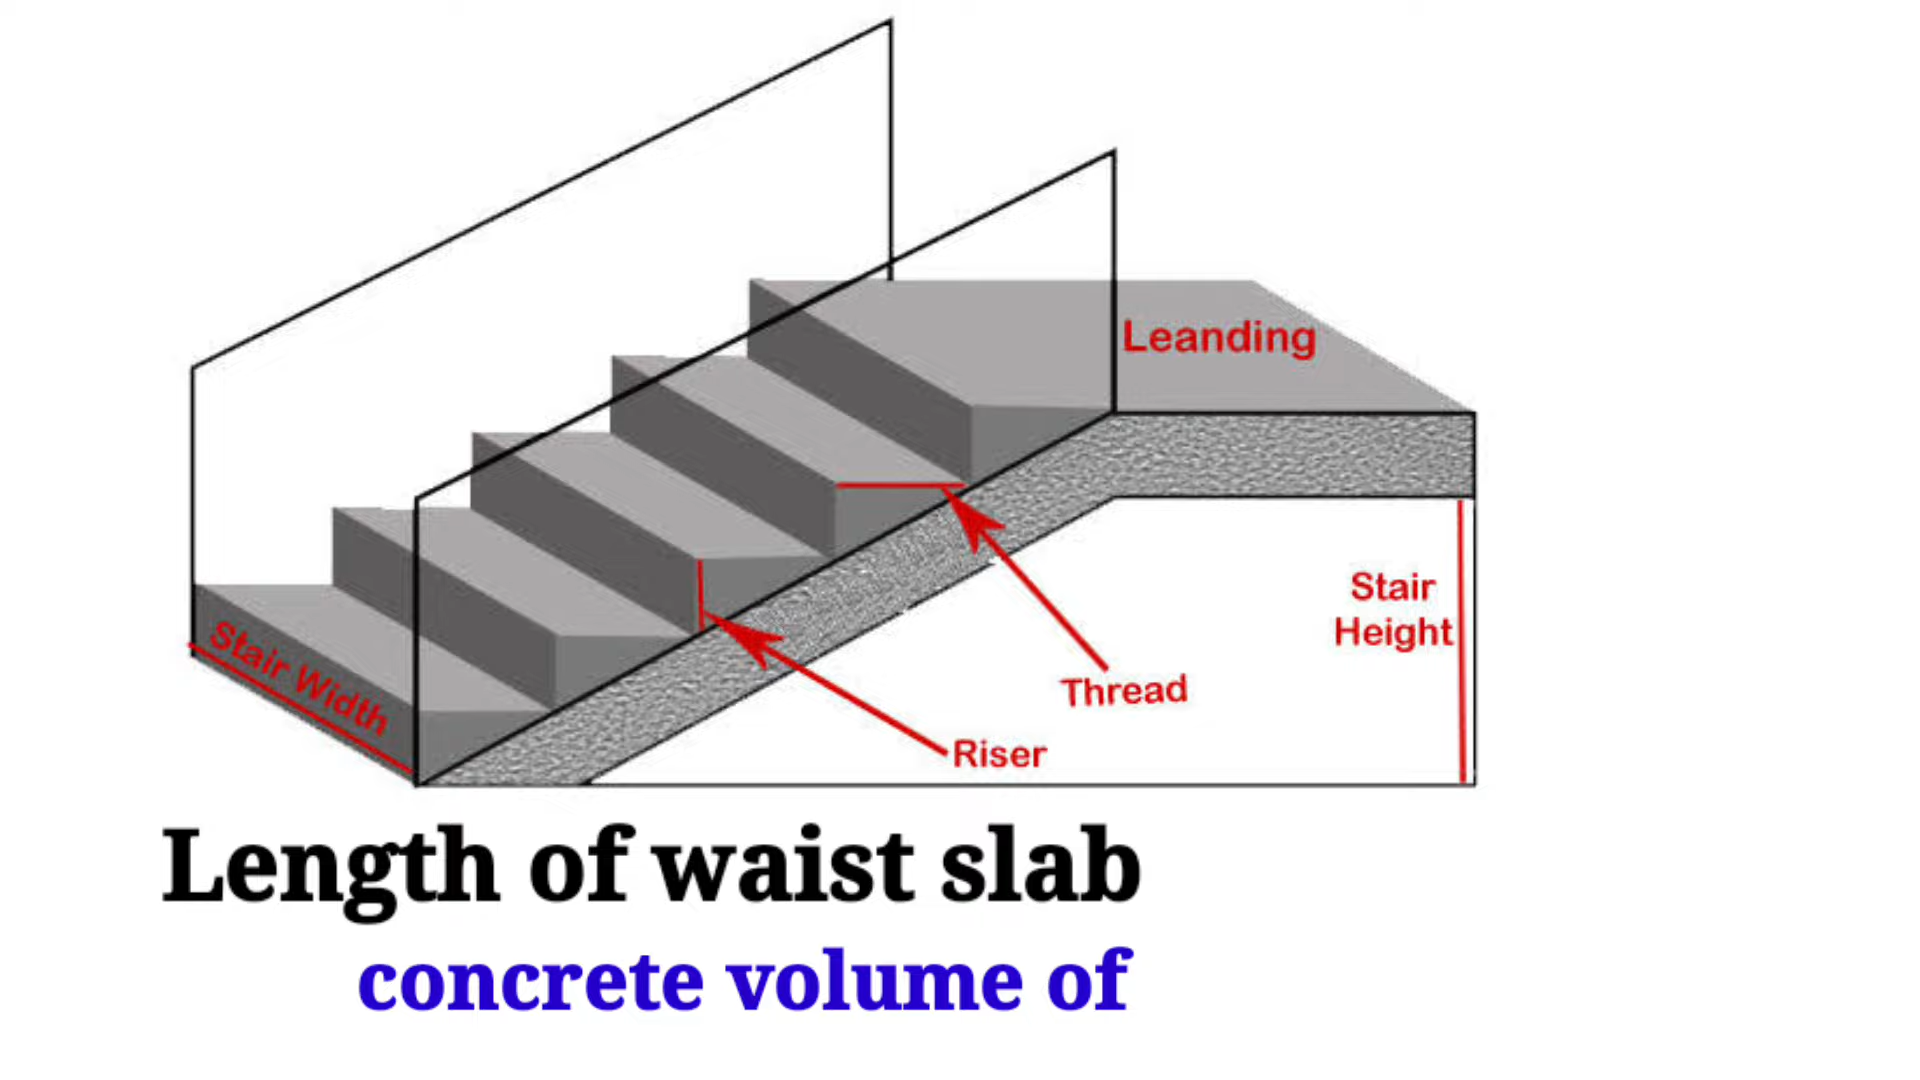 Leanding
Stair
Height
Stair Width
Thread
Riser
Length of waist slab
concrete volume of